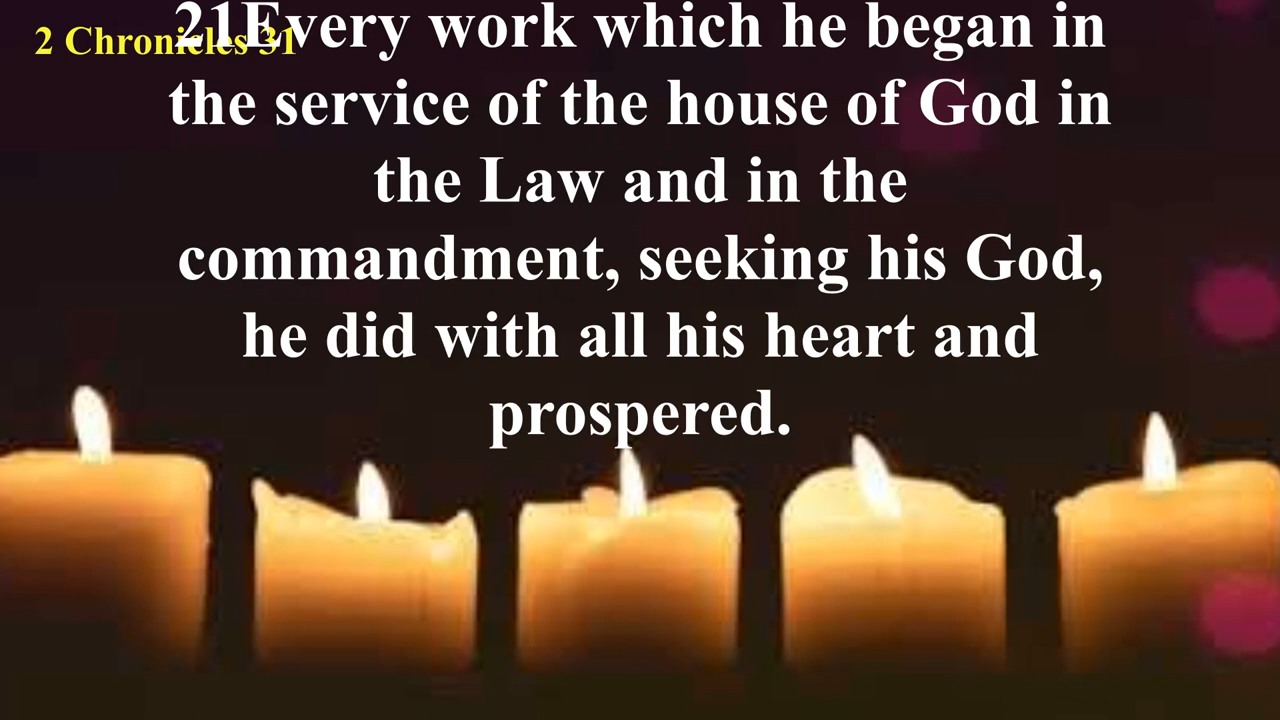 2 Chronicles 31
21Every work which he began in
the service of the house of God in
the Law and in the
commandment, seeking his God,
he did with all his heart and
prospered.